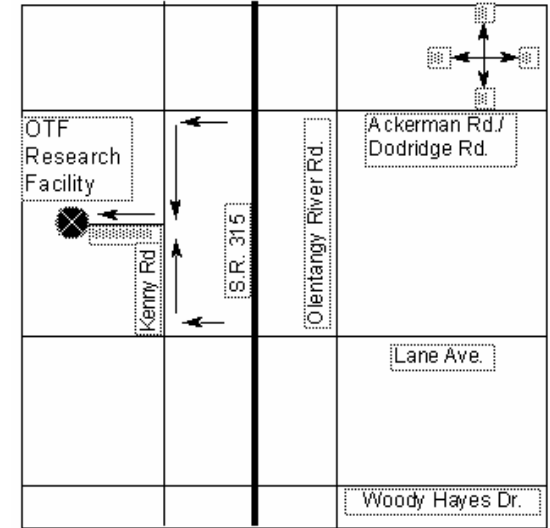 OTF
Research
Facility
Ackerman Rd./
Dodridge Rd.
Olentangy River Rd.
S.R. 315
Kenny Rd
Lane Ave.
Woody Hayes Dr.